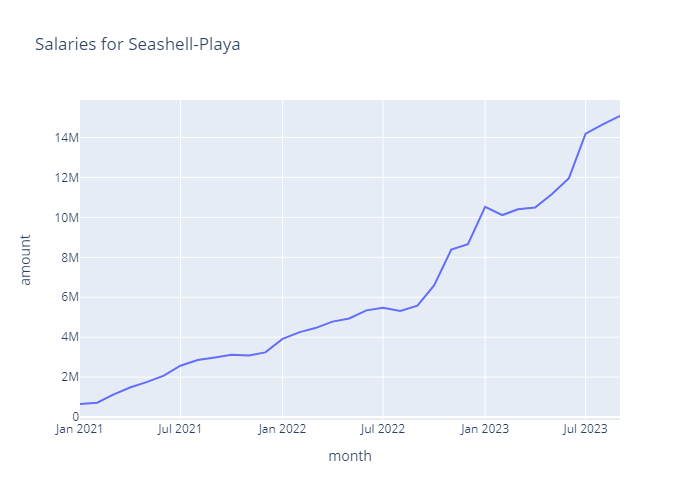 Salaries for Seashell-Playa
14M
12M
10M
8M
6M
4M
2M
0
amount
Jan 2021
Jul 2021
Jan 2022
Jul 2022
Jan 2023
Jul 2023
month